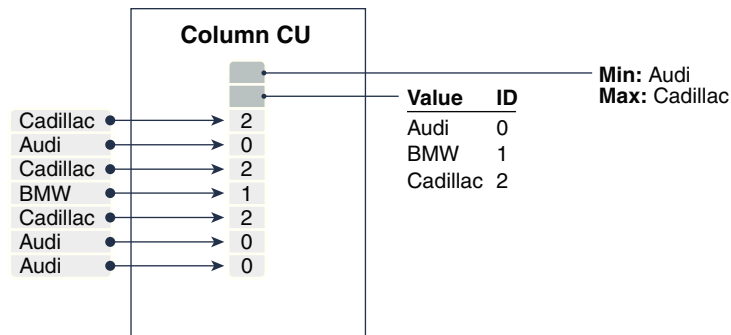 Column CU
Min: Audi
Max: Cadillac
Value ID
Audi 0
BMW 1
Cadillac 2
Cadillac 2
Audi 0
Cadillac 2
BMW 1
Cadillac 2
Audi 0
Audi 0